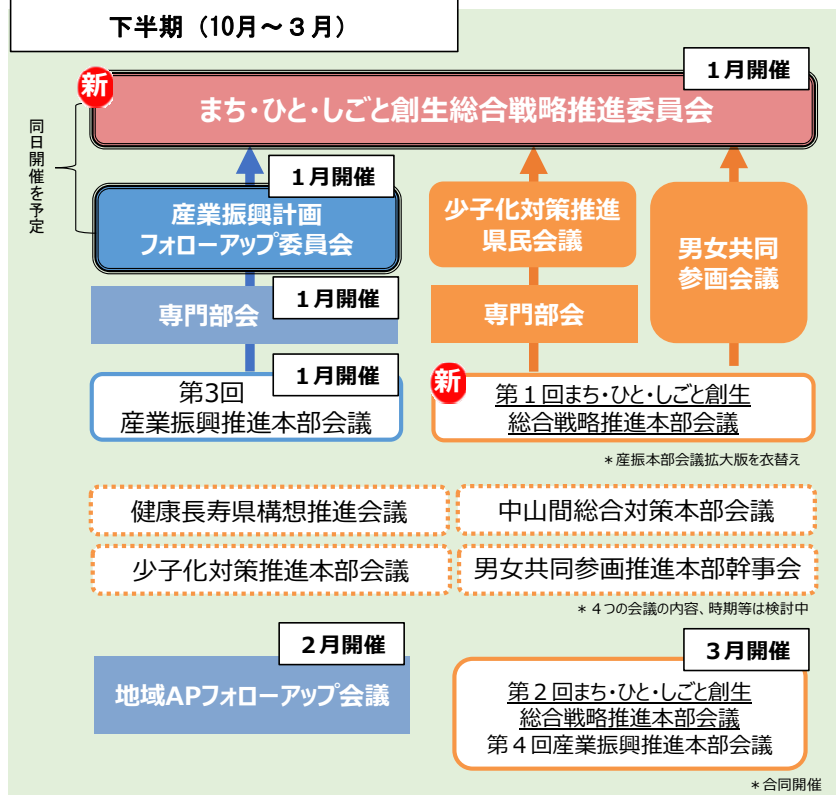 下半期（10月～３月）
新
１月開催
まち・ひと・しごと創生総合戦略推進委員会
同日開催を予定
１月開催
産業振興計画
フォローアップ委員会
少子化対策推進
県民会議
男女共同
参画会議
１月開催
専門部会
専門部会
１月開催
第3回
産業振興推進本部会議
新
第１回まち・ひと・しごと創生
総合戦略推進本部会議
＊産振本部会議拡大版を衣替え
健康長寿県構想推進会議
中山間総合対策本部会議
少子化対策推進本部会議
男女共同参画推進本部幹事会
＊４つの会議の内容、時期等は検討中
２月開催
地域APフォローアップ会議
３月開催
第２回まち・ひと・しごと創生
総合戦略推進本部会議
第４回産業振興推進本部会議
＊合同開催